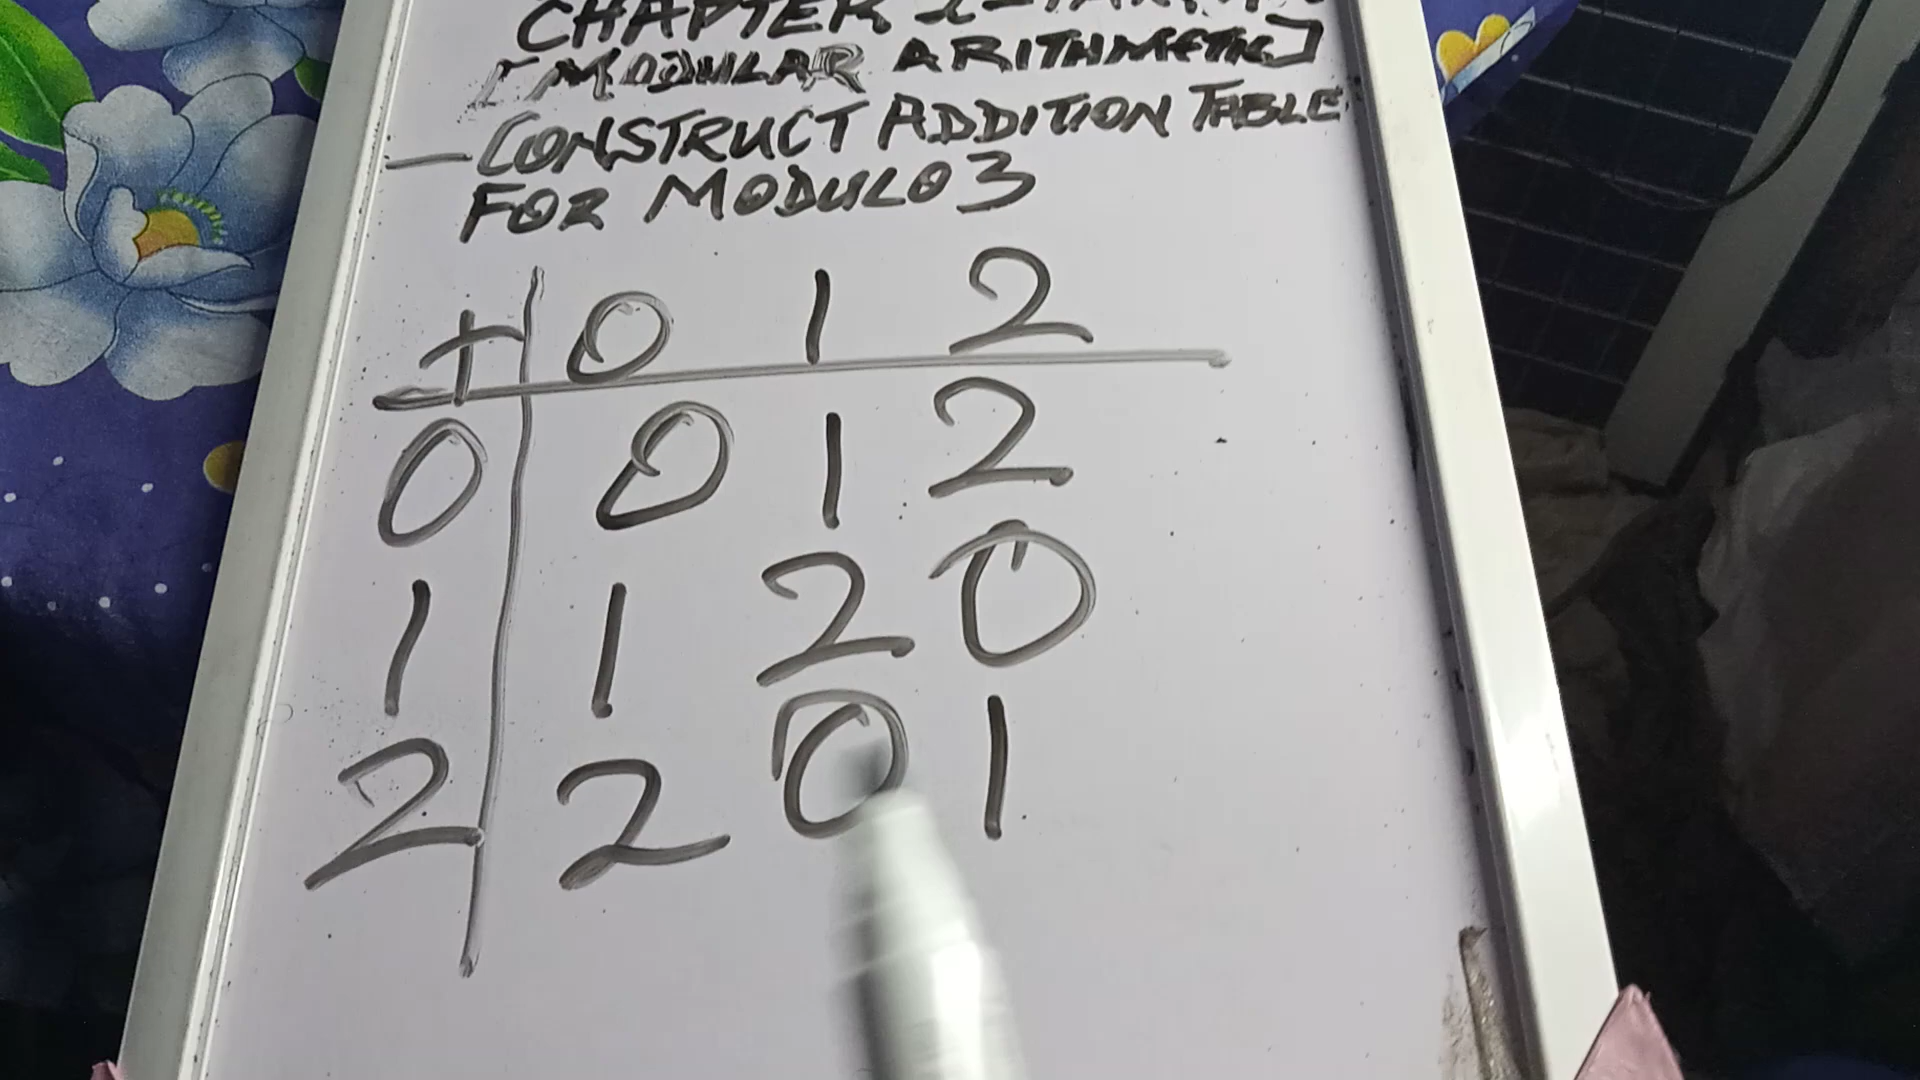 CHAPTER
[MODULAR ARITHMETIC]
— CONSTRUCT ADDITION TABLE
FOR MODULO 3
+ 0 1 2
0 0 1 2
1 1 2 0
2 2 0 1